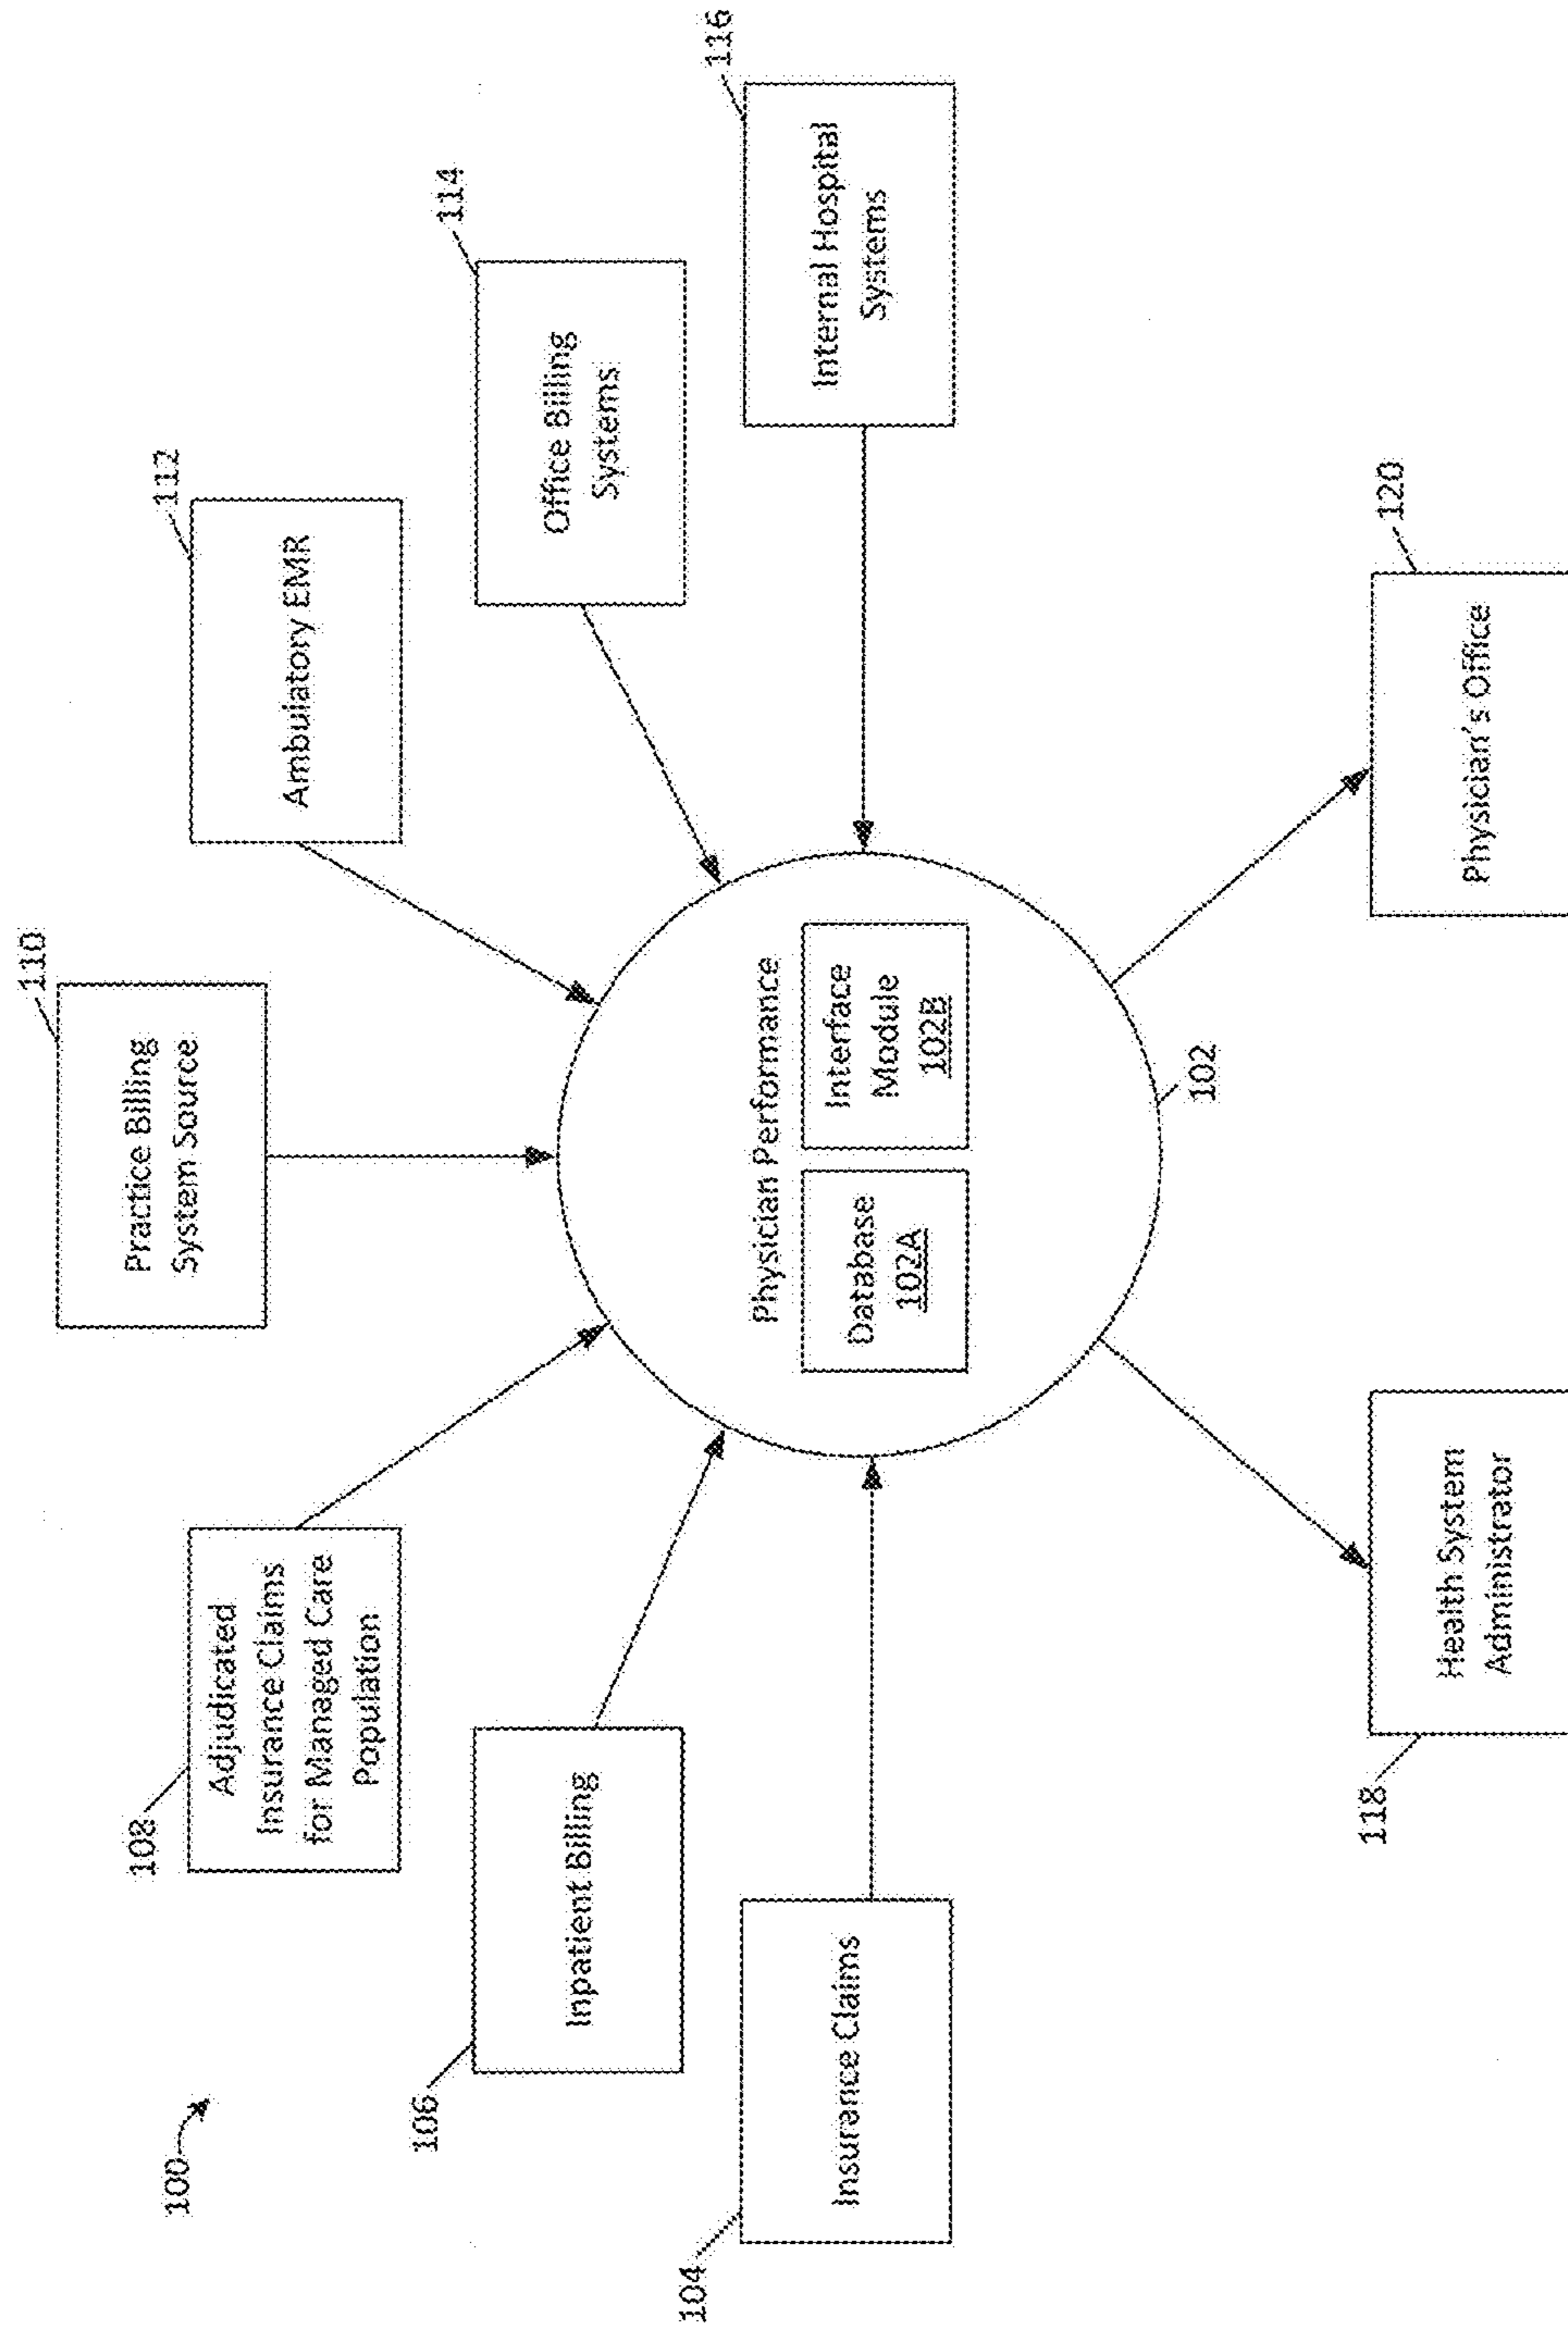 100
108
Adjudicated
Insurance Claims
for Managed Care
Population
110
Practice Billing
System Source
112
Ambulatory EMR
106
Inpatient Billing
114
Office Billing
Systems
104
Insurance Claims
116
Internal Hospital
Systems
Physician Performance
Database
102A
Interface
Module
102B
102
118
Health System
Administrator
120
Physician's Office